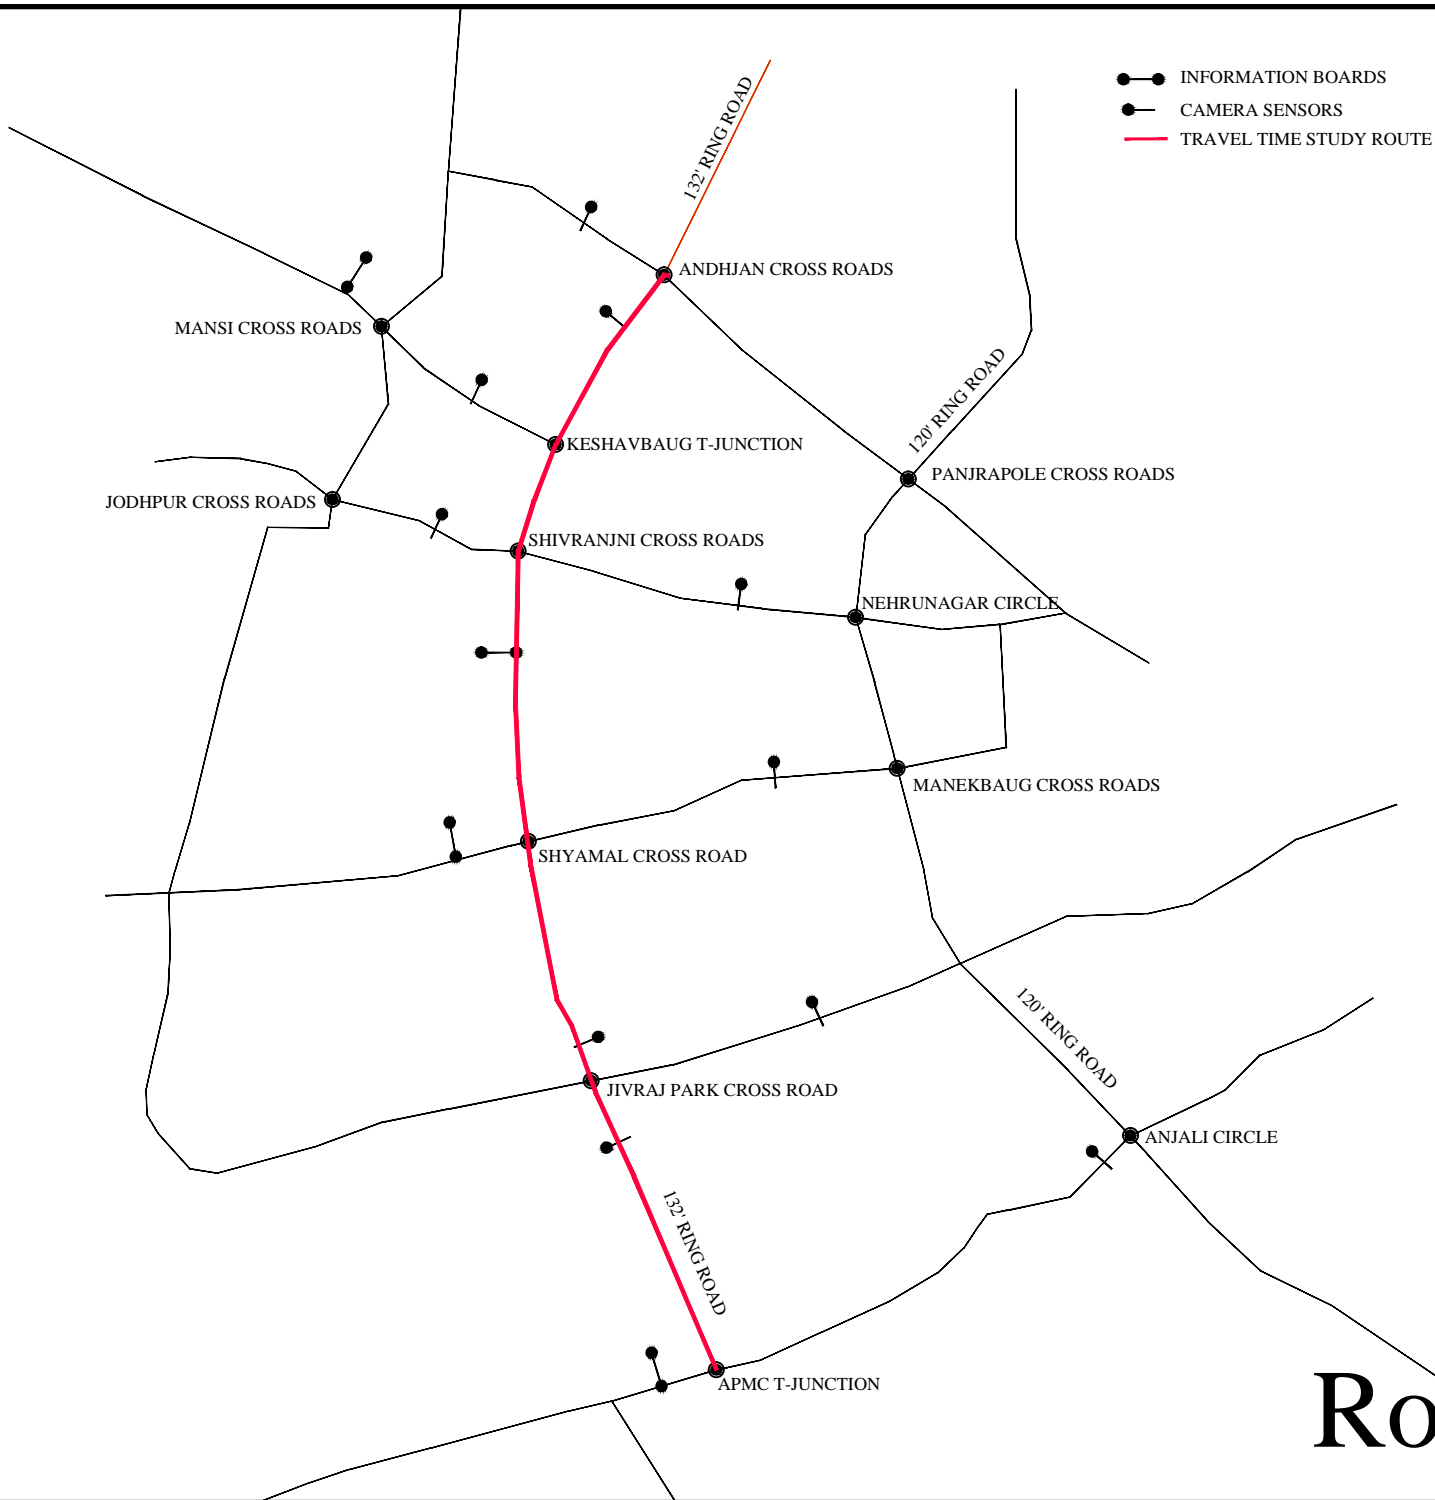 INFORMATION BOARDS
CAMERA SENSORS
TRAVEL TIME STUDY ROUTE
132' RING ROAD
ANDHJAN CROSS ROADS
MANSI CROSS ROADS
120' RING ROAD
KESHAVBAUG T-JUNCTION
PANJRAPOLE CROSS ROADS
JODHPUR CROSS ROADS
SHIVRANJNI CROSS ROADS
NEHRUNAGAR CIRCLE
MANEKBAUG CROSS ROADS
SHYAMAL CROSS ROAD
120' RING ROAD
JIVRAJ PARK CROSS ROAD
ANJALI CIRCLE
132' RING ROAD
APMC T-JUNCTION
Ro